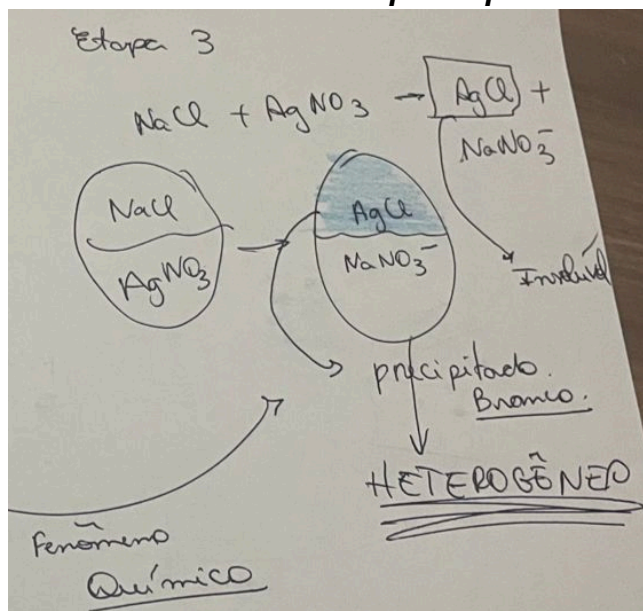 Etapa 3
NaCl + AgNO₃ → AgCl +
NaNO₃⁻
NaCl
AgNO₃
→
AgCl
NaNO₃⁻
Insolúvel
precipitado.
Branco.
HETEROGÊNEO
Fenômeno
Químico